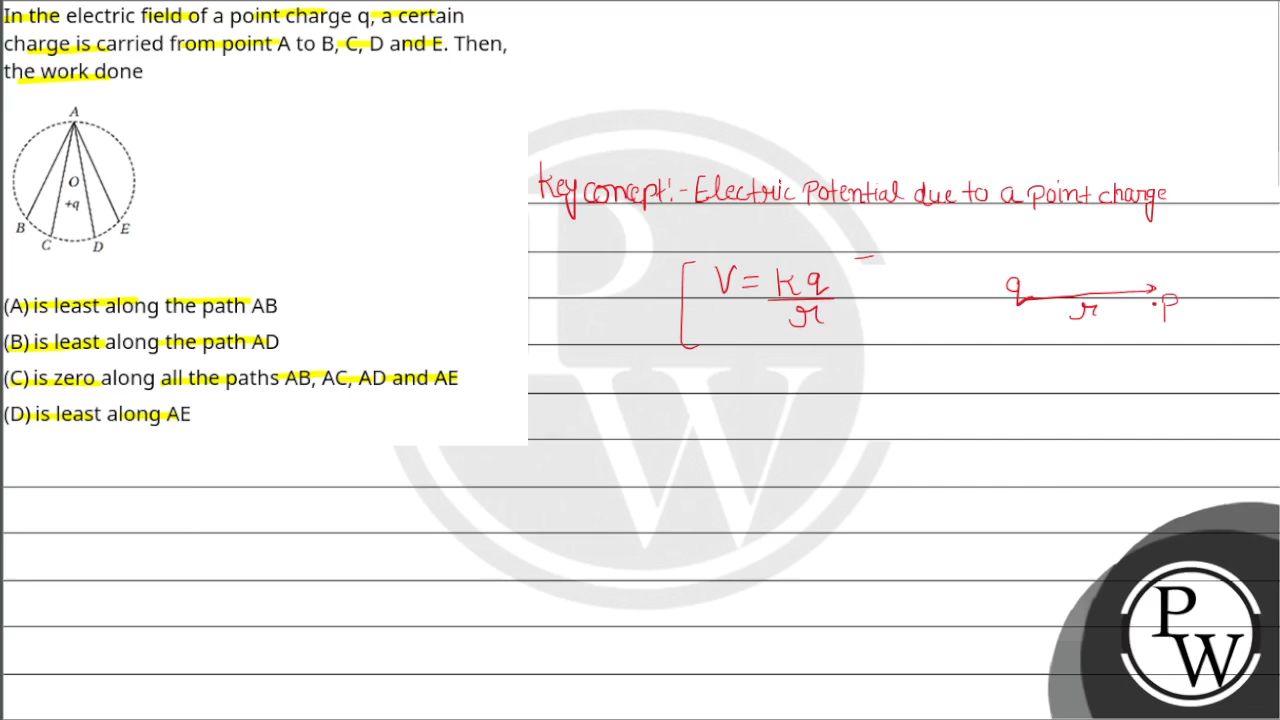 In the electric field of a point charge q, a certain
charge is carried from point A to B, C, D and E. Then,
the work done
A
O
+q
B
E
C
D
(A) is least along the path AB
(B) is least along the path AD
(C) is zero along all the paths AB, AC, AD and AE
(D) is least along AE
Key concept:- Electric Potential due to a point charge
V = kq/r
q
r
.P
PW
PW